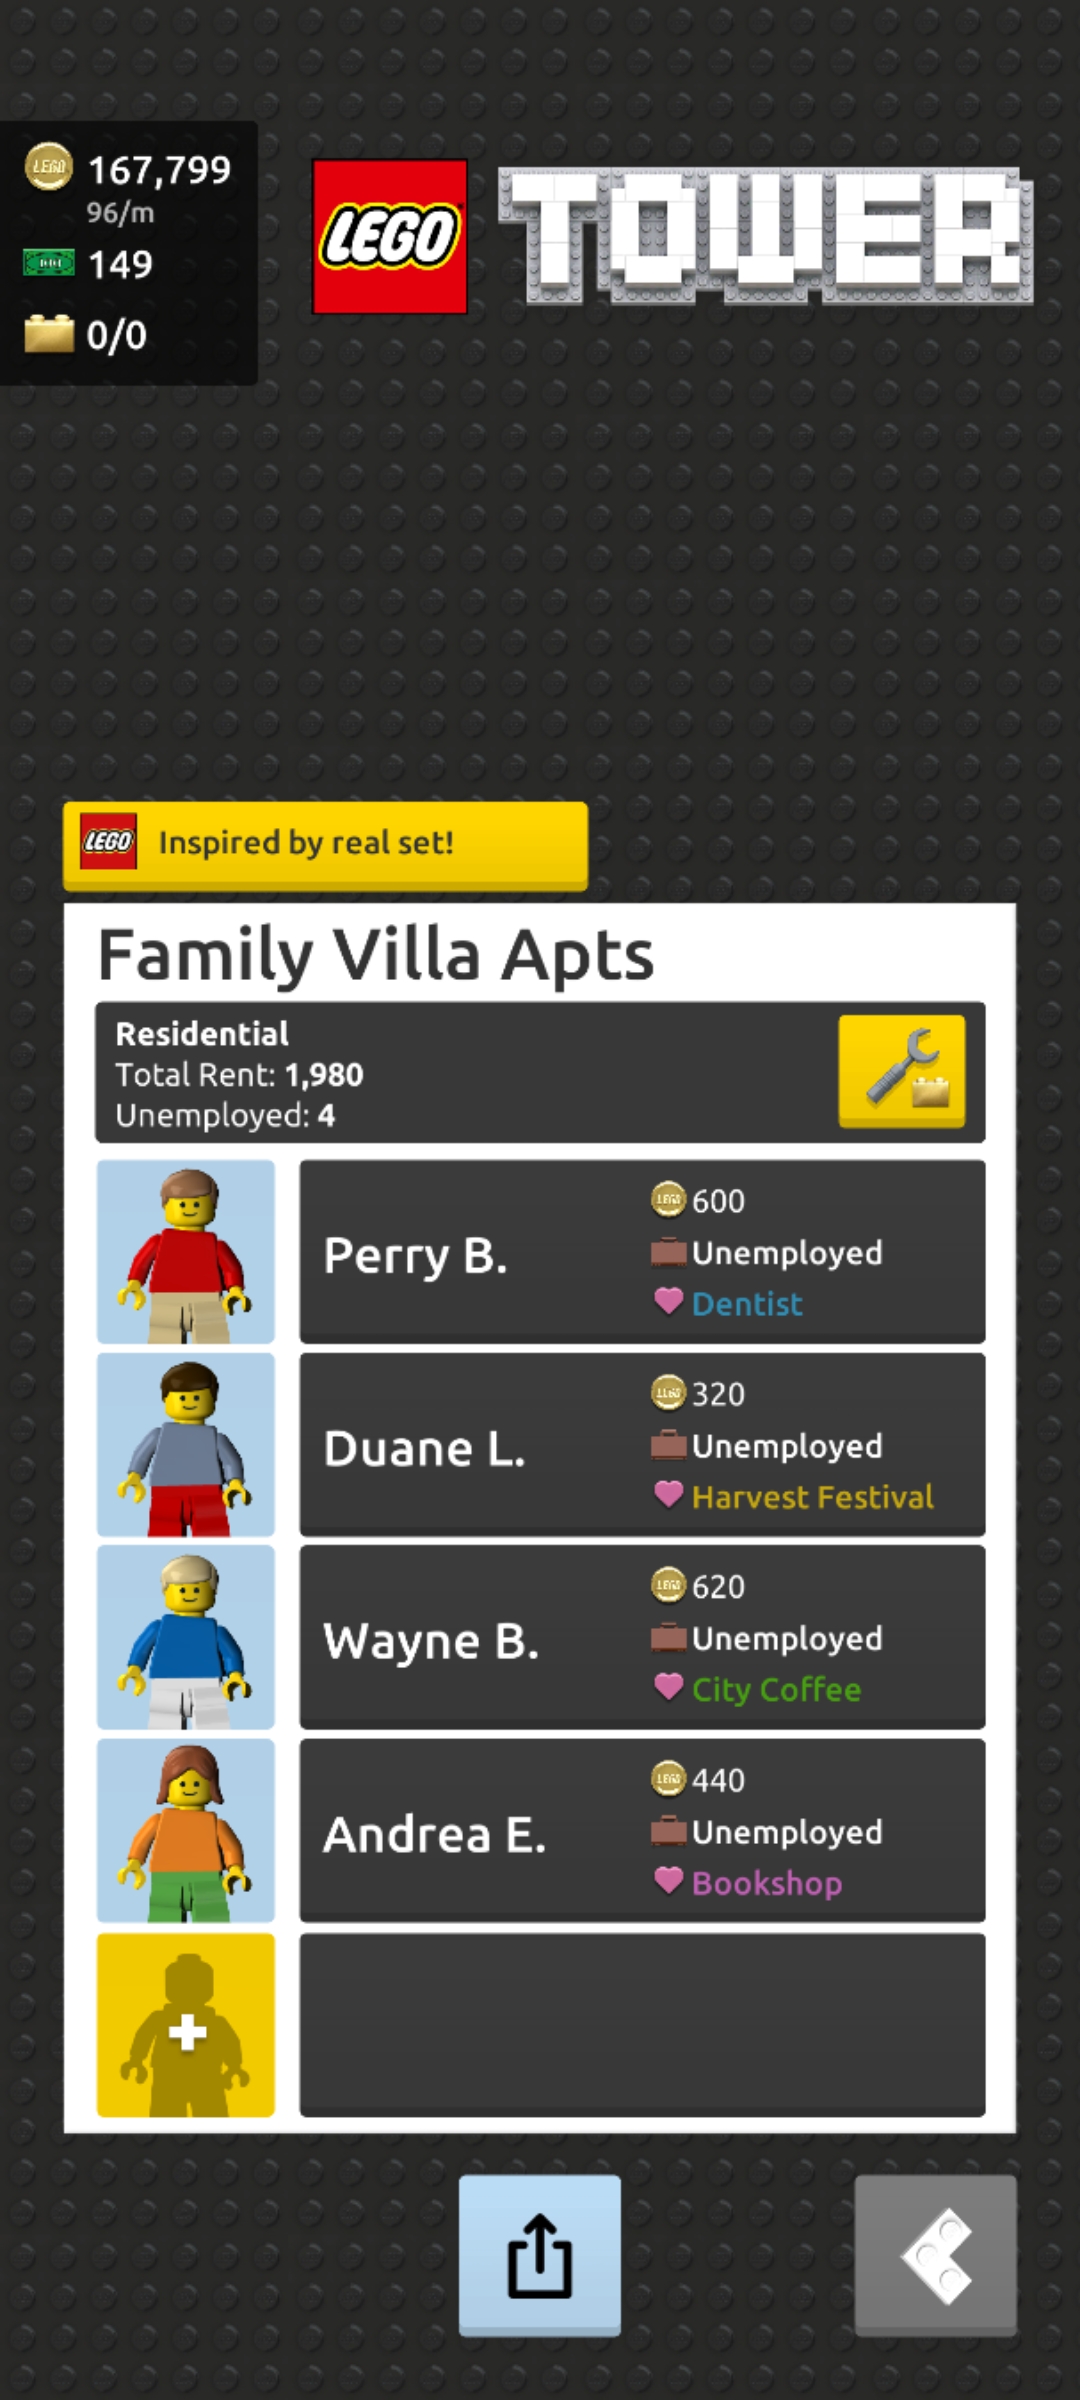 167,799
96/m
149
0/0
LEGO TOWER
LEGO Inspired by real set!
Family Villa Apts
Residential
Total Rent: 1,980
Unemployed: 4
Perry B.
600
Unemployed
Dentist
Duane L.
320
Unemployed
Harvest Festival
Wayne B.
620
Unemployed
City Coffee
Andrea E.
440
Unemployed
Bookshop